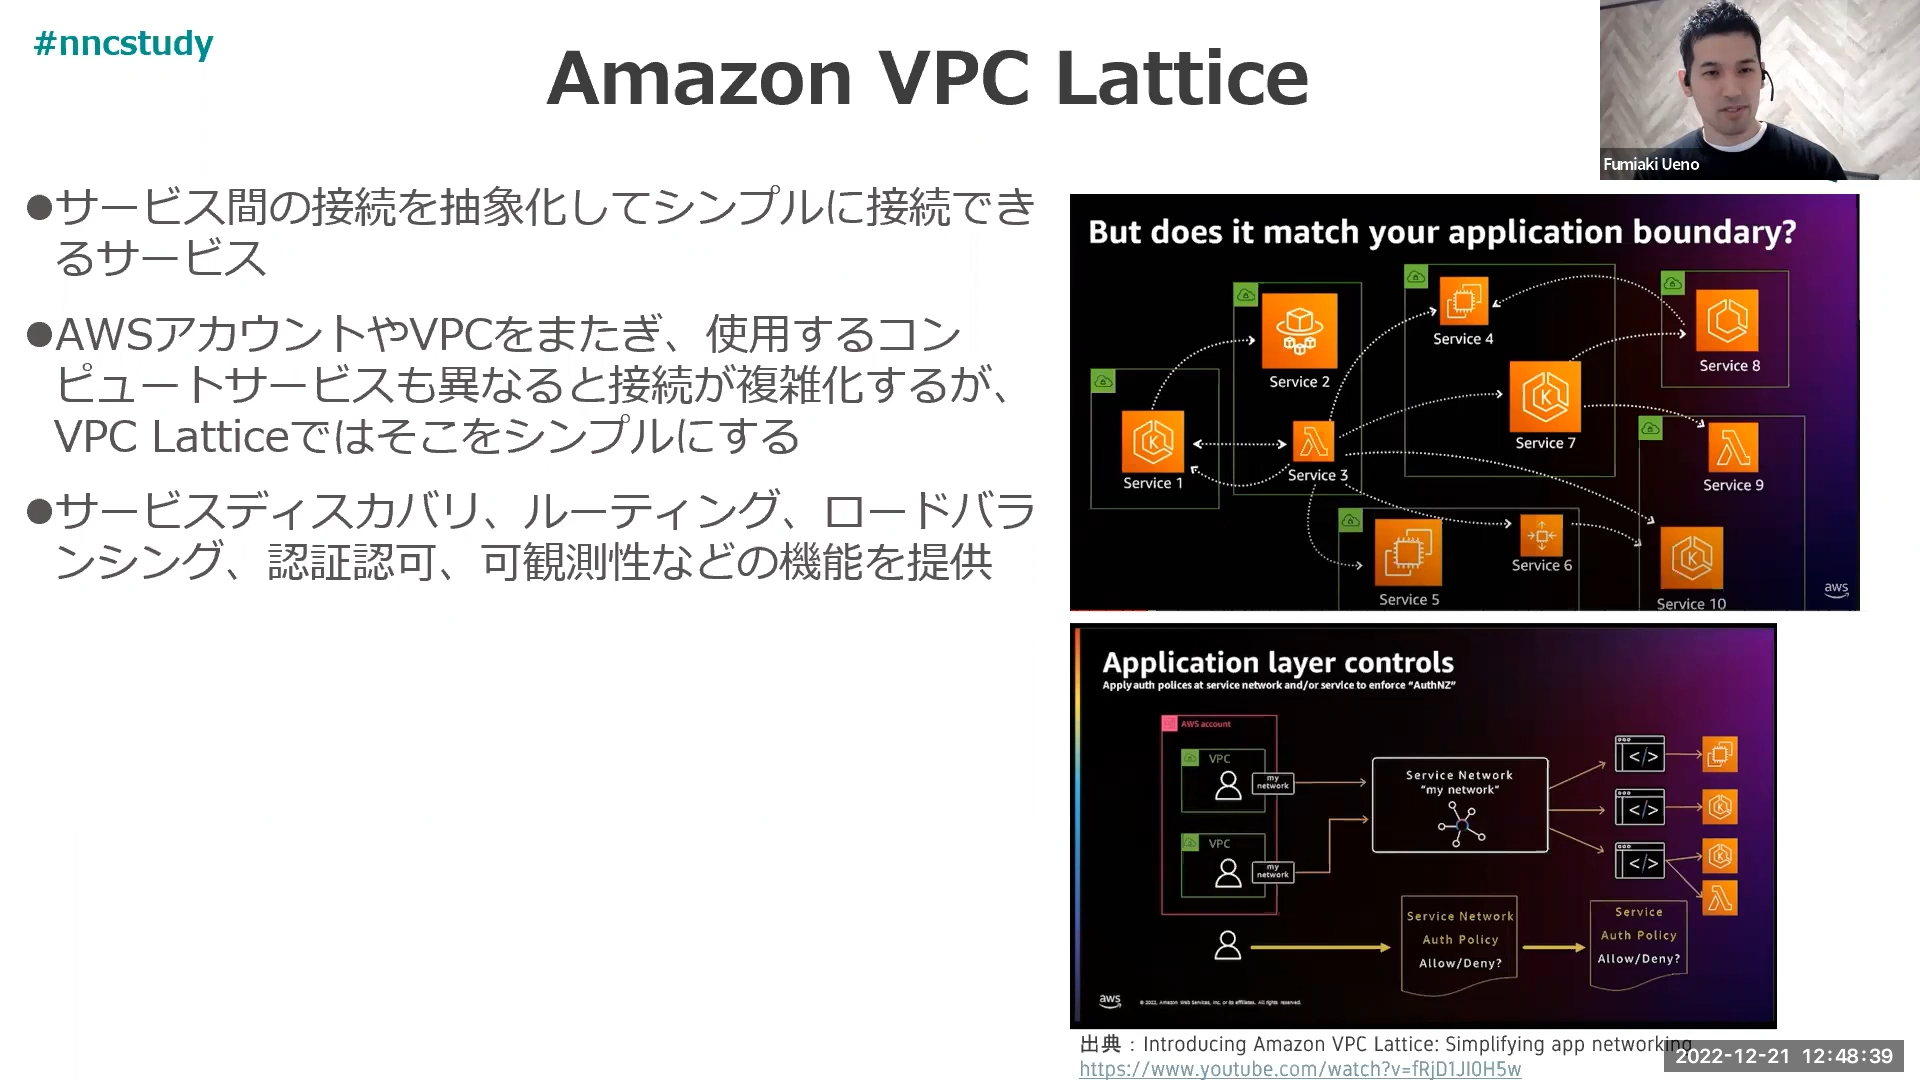 #nncstudy
Amazon VPC Lattice
Fumiaki Ueno
●サービス間の接続を抽象化してシンプルに接続でき
るサービス
●AWSアカウントやVPCをまたぎ、使用するコン
ピュートサービスも異なると接続が複雑化するが、
VPC Latticeではそこをシンプルにする
●サービスディスカバリ、ルーティング、ロードバラ
ンシング、認証認可、可観測性などの機能を提供
But does it match your application boundary?
Service 1
Service 2
Service 3
Service 4
Service 5
Service 6
Service 7
Service 8
Service 9
Service 10
aws
Application layer controls
Apply auth polices at service network and/or service to enforce “AuthNZ”
AWS account
VPC
my
network
VPC
my
network
Service Network
“my network”
</>
</>
</>
Service Network
Auth Policy
Allow/Deny?
Service
Auth Policy
Allow/Deny?
aws
© 2022, Amazon Web Services, Inc. or its affiliates. All rights reserved.
出典：Introducing Amazon VPC Lattice: Simplifying app networking
https://www.youtube.com/watch?v=fRjD1JI0H5w
2022-12-21 12:48:39